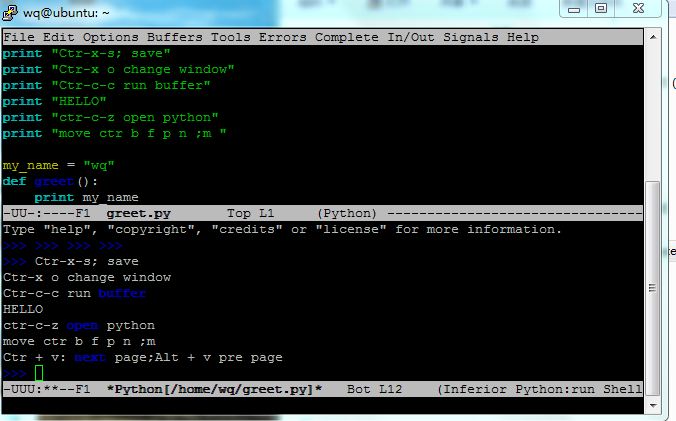 wq@ubuntu: ~
File Edit Options Buffers Tools Errors Complete In/Out Signals Help
print "Ctr-x-s; save"
print "Ctr-x o change window"
print "Ctr-c-c run buffer"
print "HELLO"
print "ctr-c-z open python"
print "move ctr b f p n ;m "
my_name = "wq"
def greet():
    print my_name
-UU-:----F1  greet.py       Top L1     (Python) --------------------------------
Type "help", "copyright", "credits" or "license" for more information.
>>> >>> >>> >>>
>>> Ctr-x-s; save
Ctr-x o change window
Ctr-c-c run buffer
HELLO
ctr-c-z open python
move ctr b f p n ;m
Ctr + v: next page;Alt + v pre page
>>>
-UUU:**--F1  *Python[/home/wq/greet.py]*   Bot L12    (Inferior Python:run Shell